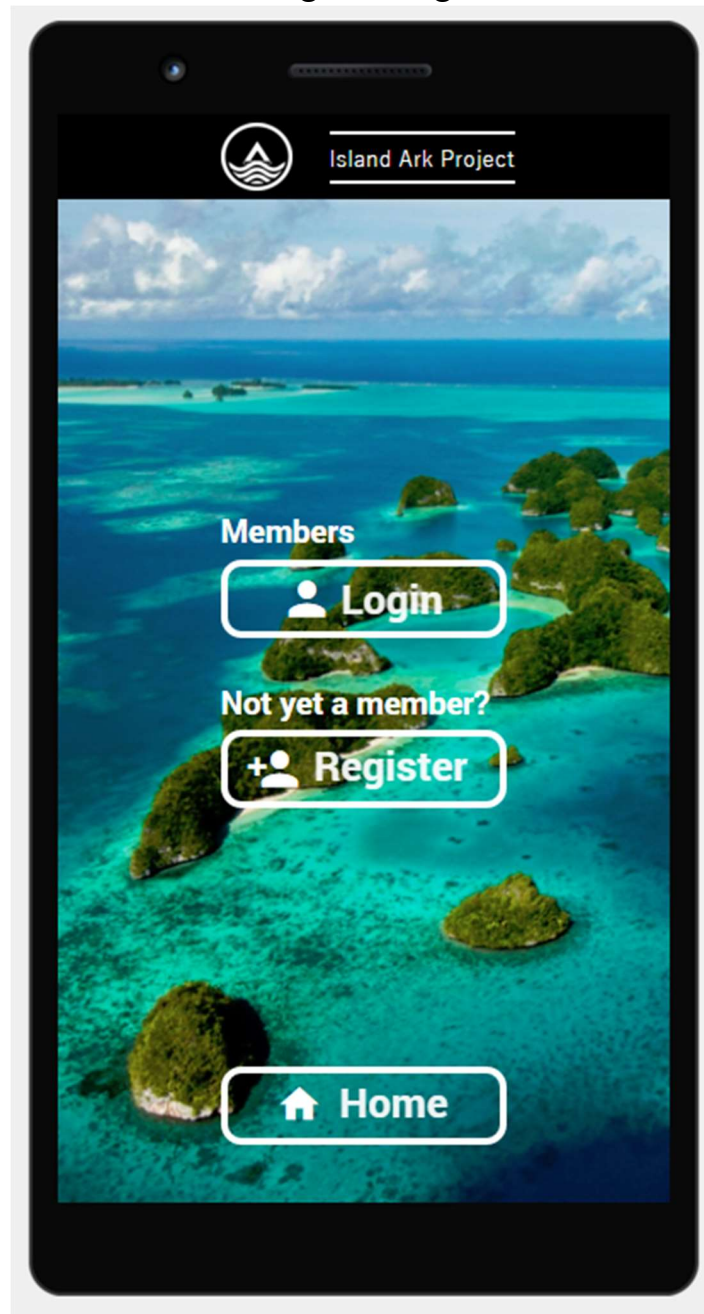 Island Ark Project
Members
Login
Not yet a member?
Register
Home